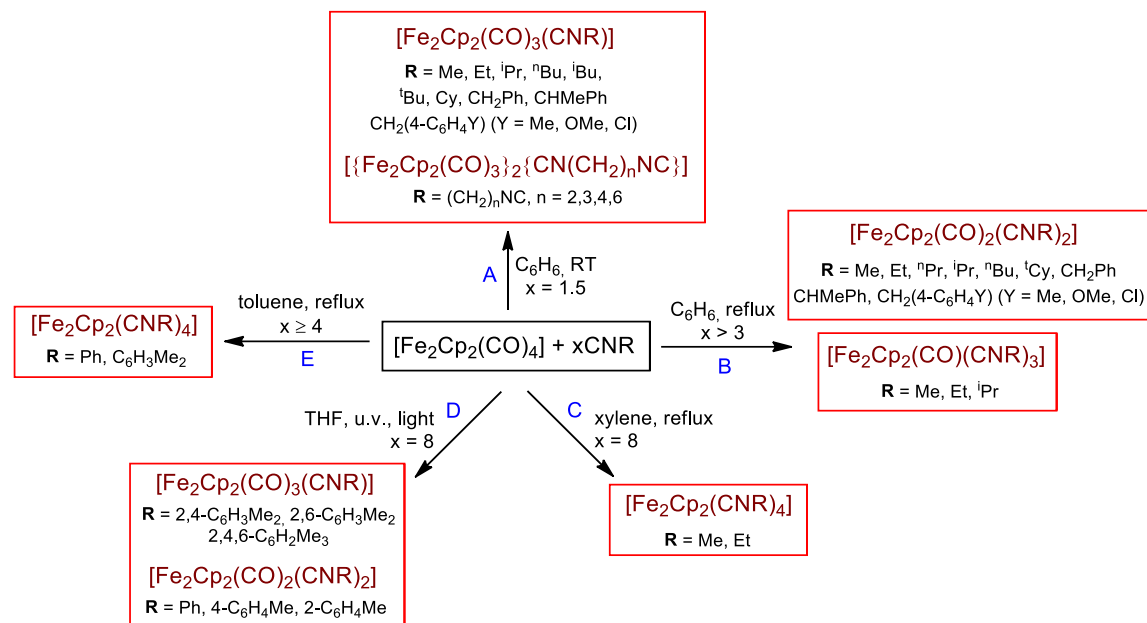 [Fe₂Cp₂(CO)₃(CNR)]
R = Me, Et, ⁱPr, ⁿBu, ⁱBu,
ᵗBu, Cy, CH₂Ph, CHMePh
CH₂(4-C₆H₄Y) (Y = Me, OMe, Cl)
[{Fe₂Cp₂(CO)₃}₂{CN(CH₂)ₙNC}]
R = (CH₂)ₙNC, n = 2,3,4,6
A
C₆H₆, RT
x = 1.5
[Fe₂Cp₂(CO)₂(CNR)₂]
R = Me, Et, ⁿPr, ⁱPr, ⁿBu, ᵗCy, CH₂Ph
CHMePh, CH₂(4-C₆H₄Y) (Y = Me, OMe, Cl)
[Fe₂Cp₂(CO)(CNR)₃]
R = Me, Et, ⁱPr
C₆H₆, reflux
x > 3
B
[Fe₂Cp₂(CO)₄] + xCNR
toluene, reflux
x ≥ 4
E
[Fe₂Cp₂(CNR)₄]
R = Ph, C₆H₃Me₂
THF, u.v., light
x = 8
D
C
xylene, reflux
x = 8
[Fe₂Cp₂(CO)₃(CNR)]
R = 2,4-C₆H₃Me₂, 2,6-C₆H₃Me₂
2,4,6-C₆H₂Me₃
[Fe₂Cp₂(CO)₂(CNR)₂]
R = Ph, 4-C₆H₄Me, 2-C₆H₄Me
[Fe₂Cp₂(CNR)₄]
R = Me, Et